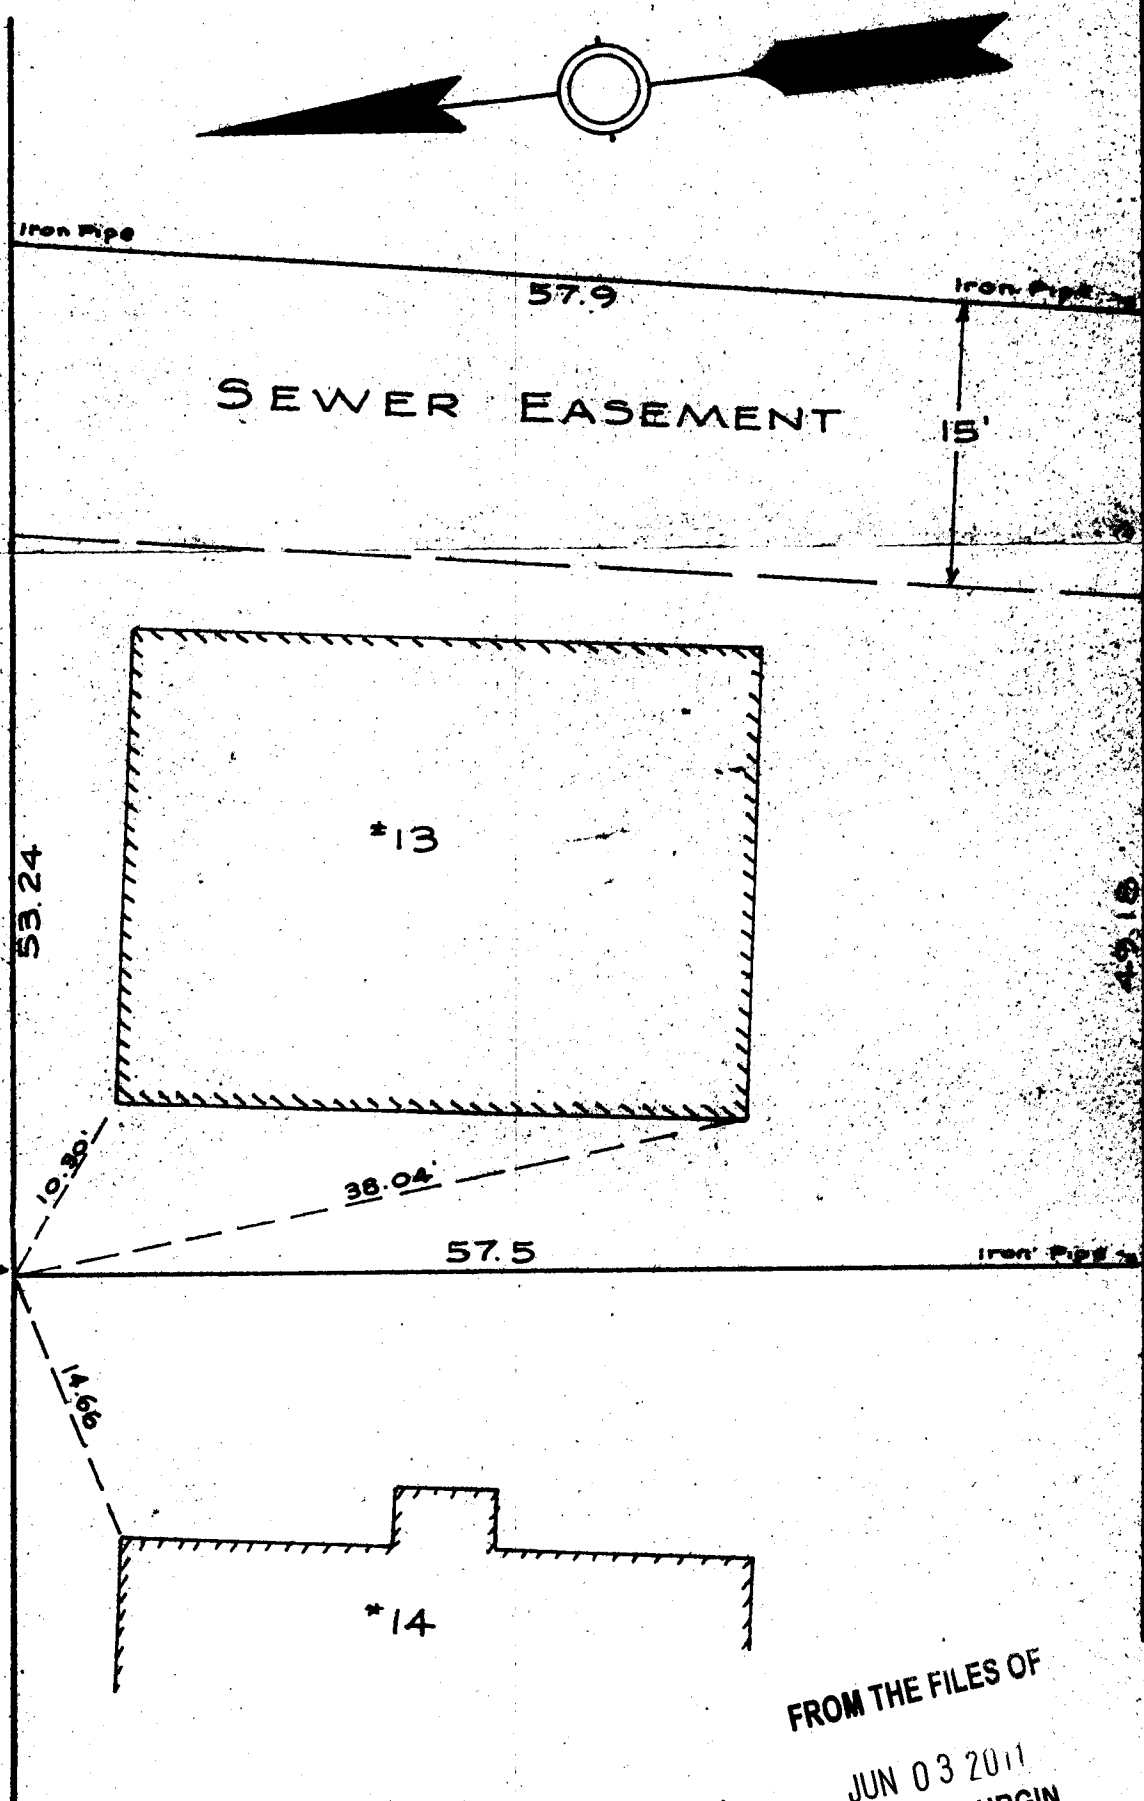 Iron Pipe
57.9
Iron Pipe
SEWER EASEMENT
15'
#13
53.24
49.18
10.30'
38.04'
57.5
Iron Pipe
14.66
#14
FROM THE FILES OF
JUN 03 2011